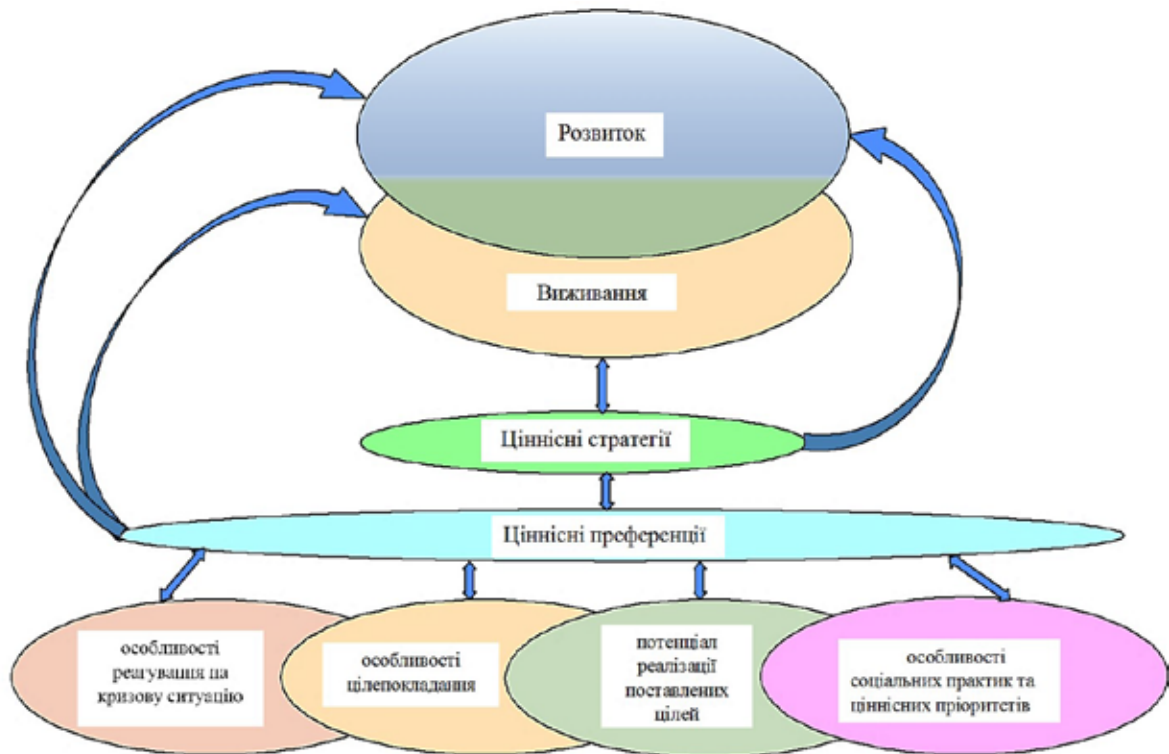 Розвиток
Виживання
Ціннісні стратегії
Ціннісні преференції
особливості
реагування на
кризову ситуацію
особливості
цілепокладання
потенціал
реалізації
поставлених
цілей
особливості
соціальних практик та
ціннісних пріоритетів